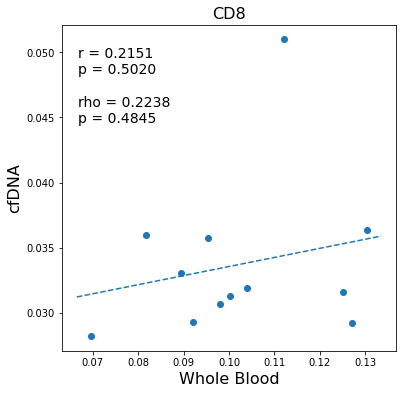 CD8
r = 0.2151
p = 0.5020
rho = 0.2238
p = 0.4845
cfDNA
0.050
0.045
0.040
0.035
0.030
0.07 0.08 0.09 0.10 0.11 0.12 0.13
Whole Blood